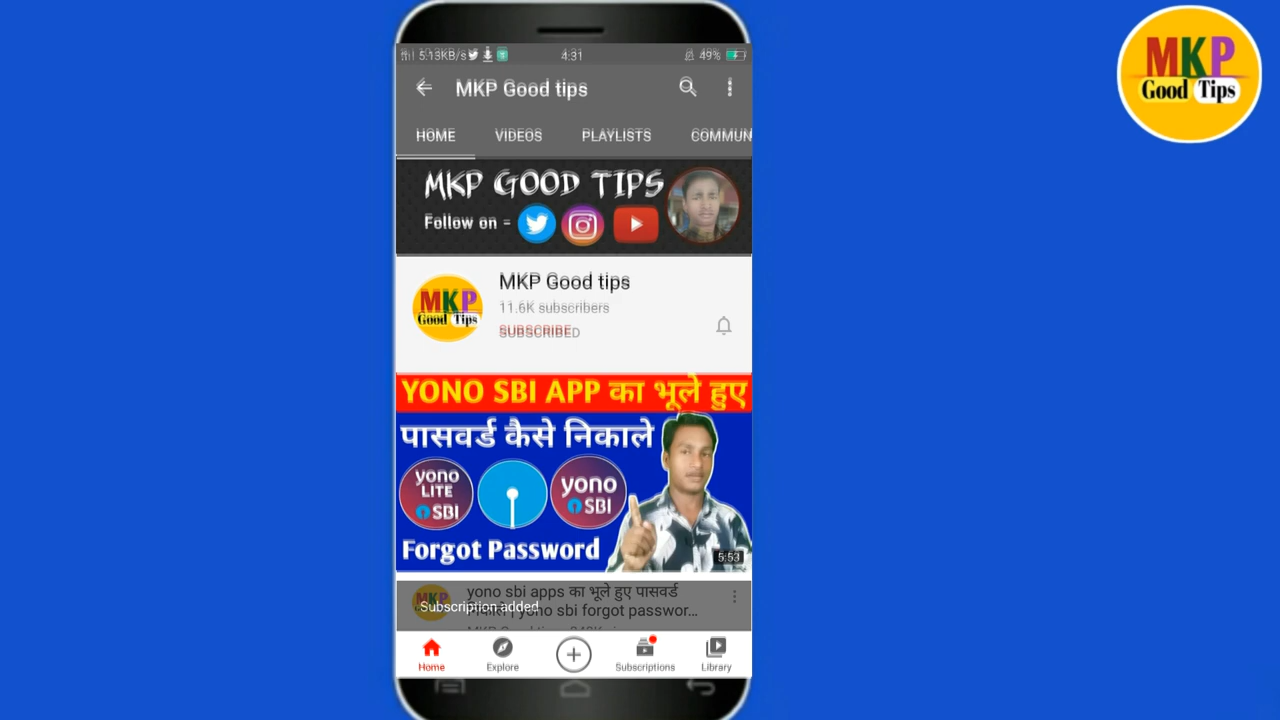 MKP
Good Tips
5.13KB/s 4:31 49%
MKP Good tips
HOME VIDEOS PLAYLISTS COMMUN
MKP GOOD TIPS
Follow on =
MKP
Good Tips
MKP Good tips
11.6K subscribers
SUBSCRIBE
SUBSCRIBED
YONO SBI APP का भूले हुए
पासवर्ड कैसे निकाले
yono
LITE
SBI
yono
SBI
Forgot Password
5:53
yono sbi apps का भूले हुए पासवर्ड
निकाले | yono sbi forgot passwor...
Subscription added
Home Explore Subscriptions Library